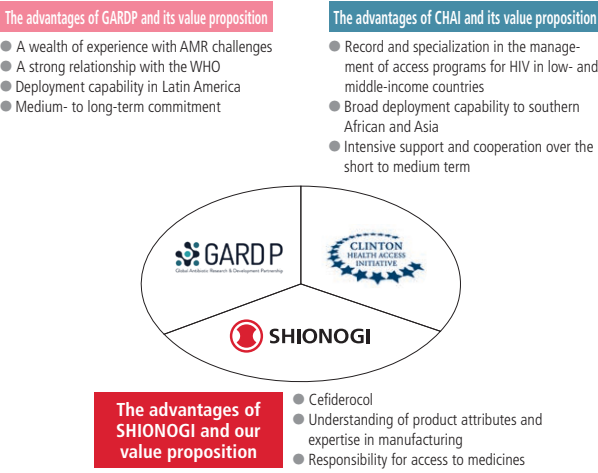 The advantages of GARDP and its value proposition
● A wealth of experience with AMR challenges
● A strong relationship with the WHO
● Deployment capability in Latin America
● Medium- to long-term commitment
The advantages of CHAI and its value proposition
● Record and specialization in the manage-
ment of access programs for HIV in low- and
middle-income countries
● Broad deployment capability to southern
African and Asia
● Intensive support and cooperation over the
short to medium term
GARDP
Global Antibiotic Research & Development Partnership
CLINTON
HEALTH ACCESS
INITIATIVE
SHIONOGI
The advantages of
SHIONOGI and our
value proposition
● Cefiderocol
● Understanding of product attributes and
expertise in manufacturing
● Responsibility for access to medicines